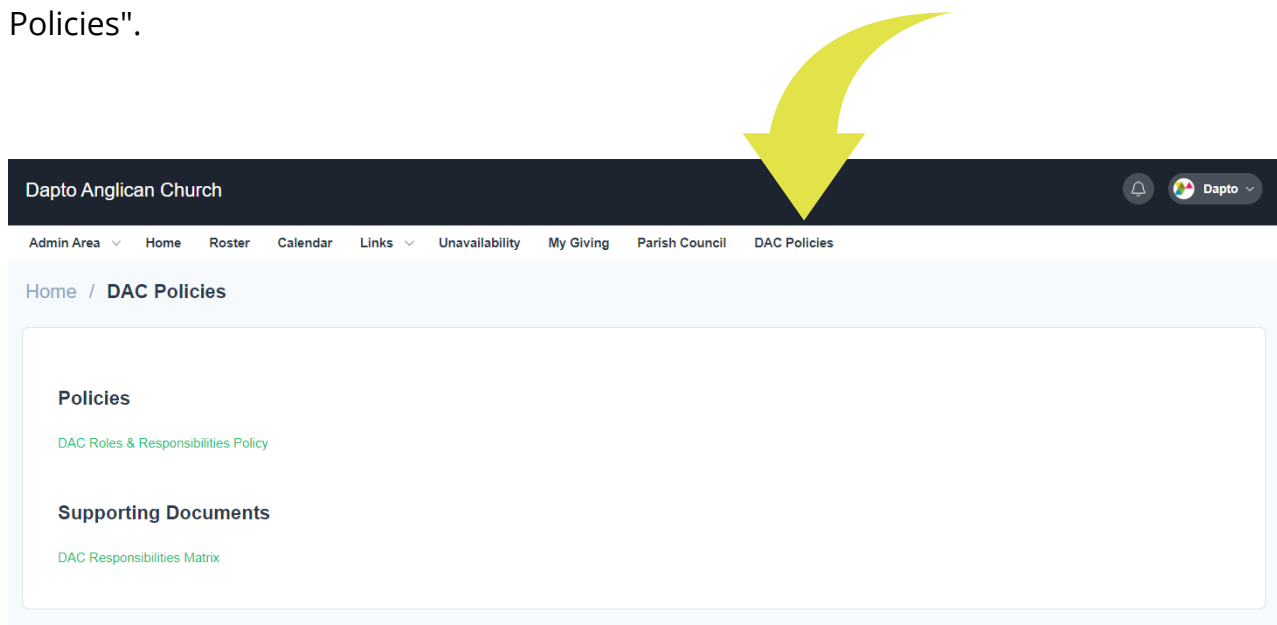 Policies".
Dapto Anglican Church
Dapto
Admin Area Home Roster Calendar Links Unavailability My Giving Parish Council DAC Policies
Home / DAC Policies
Policies
DAC Roles & Responsibilities Policy
Supporting Documents
DAC Responsibilities Matrix